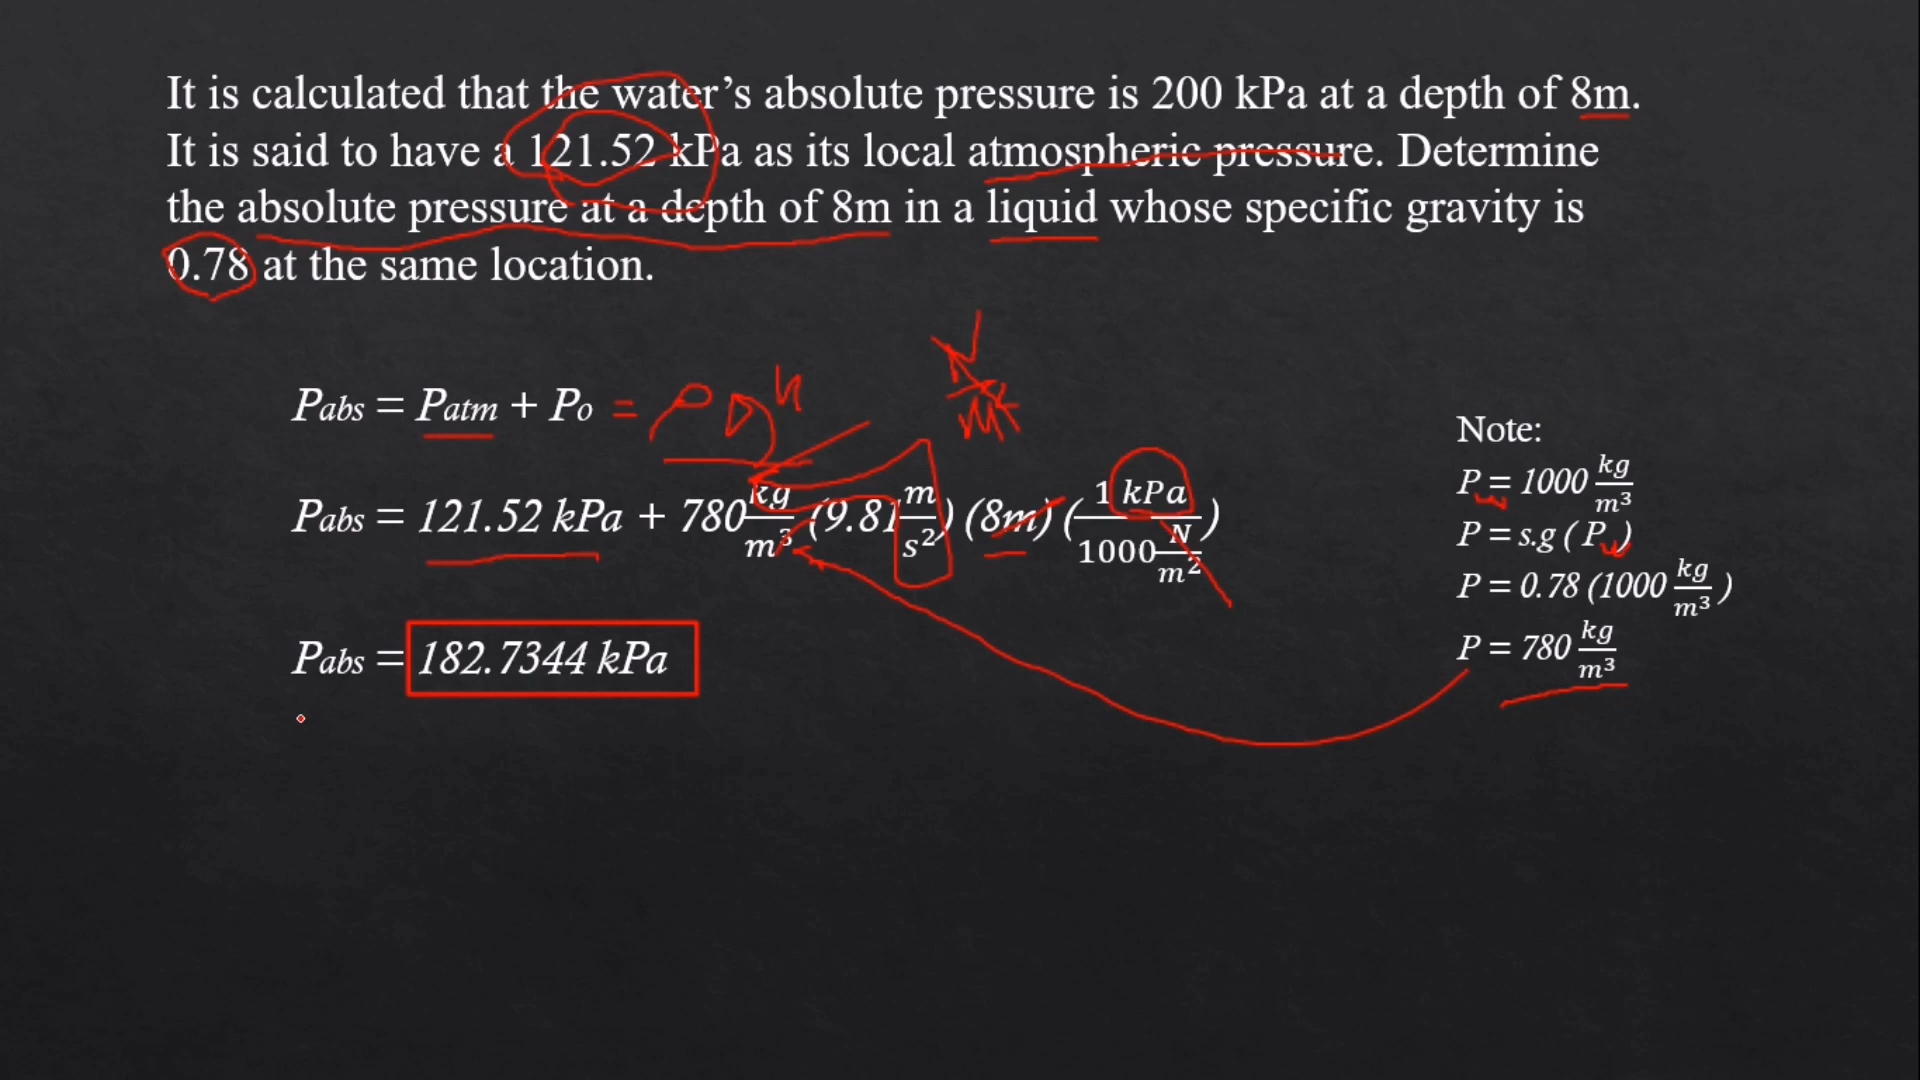 It is calculated that the water’s absolute pressure is 200 kPa at a depth of 8m.
It is said to have a 121.52 kPa as its local atmospheric pressure. Determine
the absolute pressure at a depth of 8m in a liquid whose specific gravity is
0.78 at the same location.
Pabs = Patm + Po = ρgh
N/m²
Pabs = 121.52 kPa + 780 kg/m³ (9.81 m/s²) (8m) (1 kPa / 1000 N/m²)
Pabs = 182.7344 kPa
Note:
P = 1000 kg/m³
P = s.g ( P w )
P = 0.78 (1000 kg/m³ )
P = 780 kg/m³